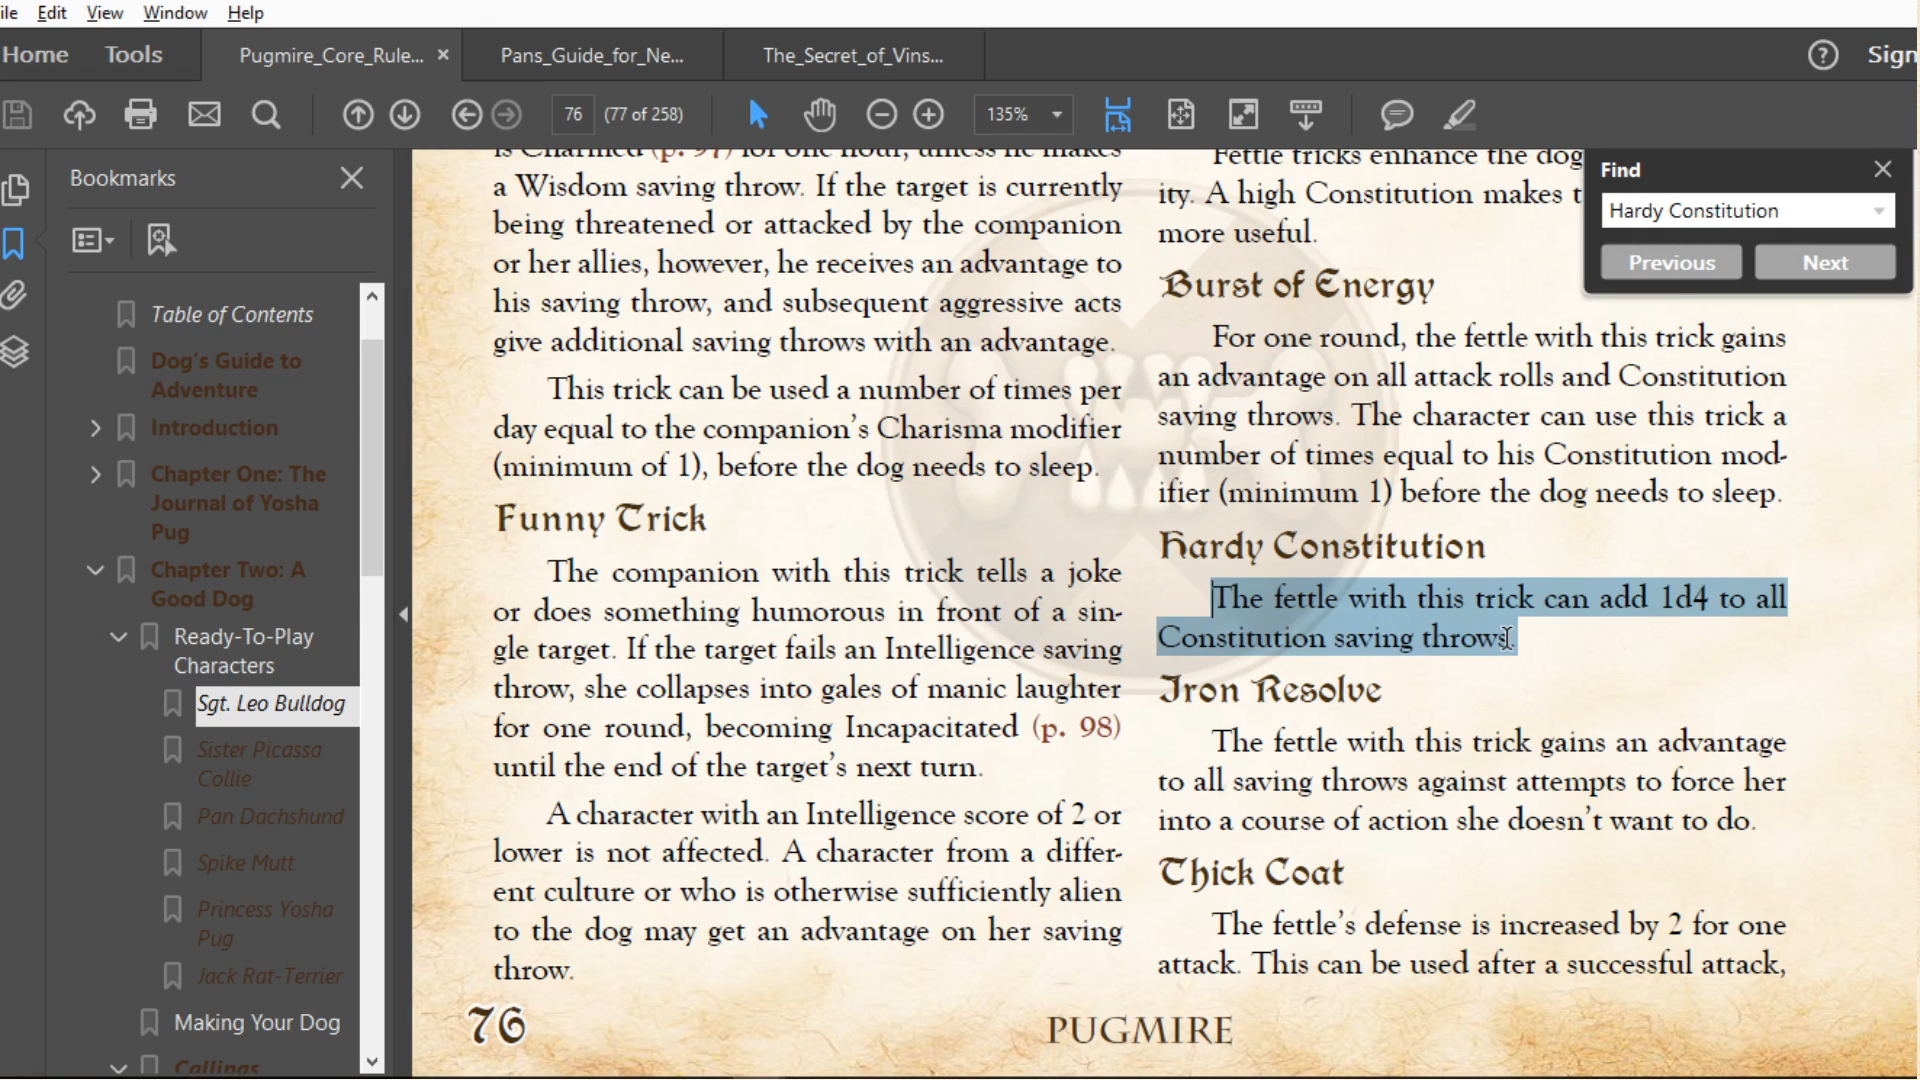 ile Edit View Window Help
Home Tools Pugmire_Core_Rule... × Pans_Guide_for_Ne... The_Secret_of_Vins... Sign
76 (77 of 258) 135%
Bookmarks
Table of Contents
Dog's Guide to
Adventure
Introduction
Chapter One: The
Journal of Yosha
Pug
Chapter Two: A
Good Dog
Ready-To-Play
Characters
Sgt. Leo Bulldog
Sister Picassa
Collie
Pan Dachshund
Spike Mutt
Princess Yosha
Pug
Jack Rat-Terrier
Making Your Dog
Callings
is Charmed (p. 97) for one hour, unless he makes
a Wisdom saving throw. If the target is currently
being threatened or attacked by the companion
or her allies, however, he receives an advantage to
his saving throw, and subsequent aggressive acts
give additional saving throws with an advantage.
This trick can be used a number of times per
day equal to the companion's Charisma modifier
(minimum of 1), before the dog needs to sleep.
Funny Trick
The companion with this trick tells a joke
or does something humorous in front of a sin-
gle target. If the target fails an Intelligence saving
throw, she collapses into gales of manic laughter
for one round, becoming Incapacitated (p. 98)
until the end of the target's next turn.
A character with an Intelligence score of 2 or
lower is not affected. A character from a differ-
ent culture or who is otherwise sufficiently alien
to the dog may get an advantage on her saving
throw.
Fettle tricks enhance the dog
ity. A high Constitution makes t
more useful.
Burst of Energy
For one round, the fettle with this trick gains
an advantage on all attack rolls and Constitution
saving throws. The character can use this trick a
number of times equal to his Constitution mod-
ifier (minimum 1) before the dog needs to sleep.
Hardy Constitution
The fettle with this trick can add 1d4 to all
Constitution saving throws.
Iron Resolve
The fettle with this trick gains an advantage
to all saving throws against attempts to force her
into a course of action she doesn't want to do.
Thick Coat
The fettle's defense is increased by 2 for one
attack. This can be used after a successful attack,
76 PUGMIRE
Find
Hardy Constitution
Previous Next